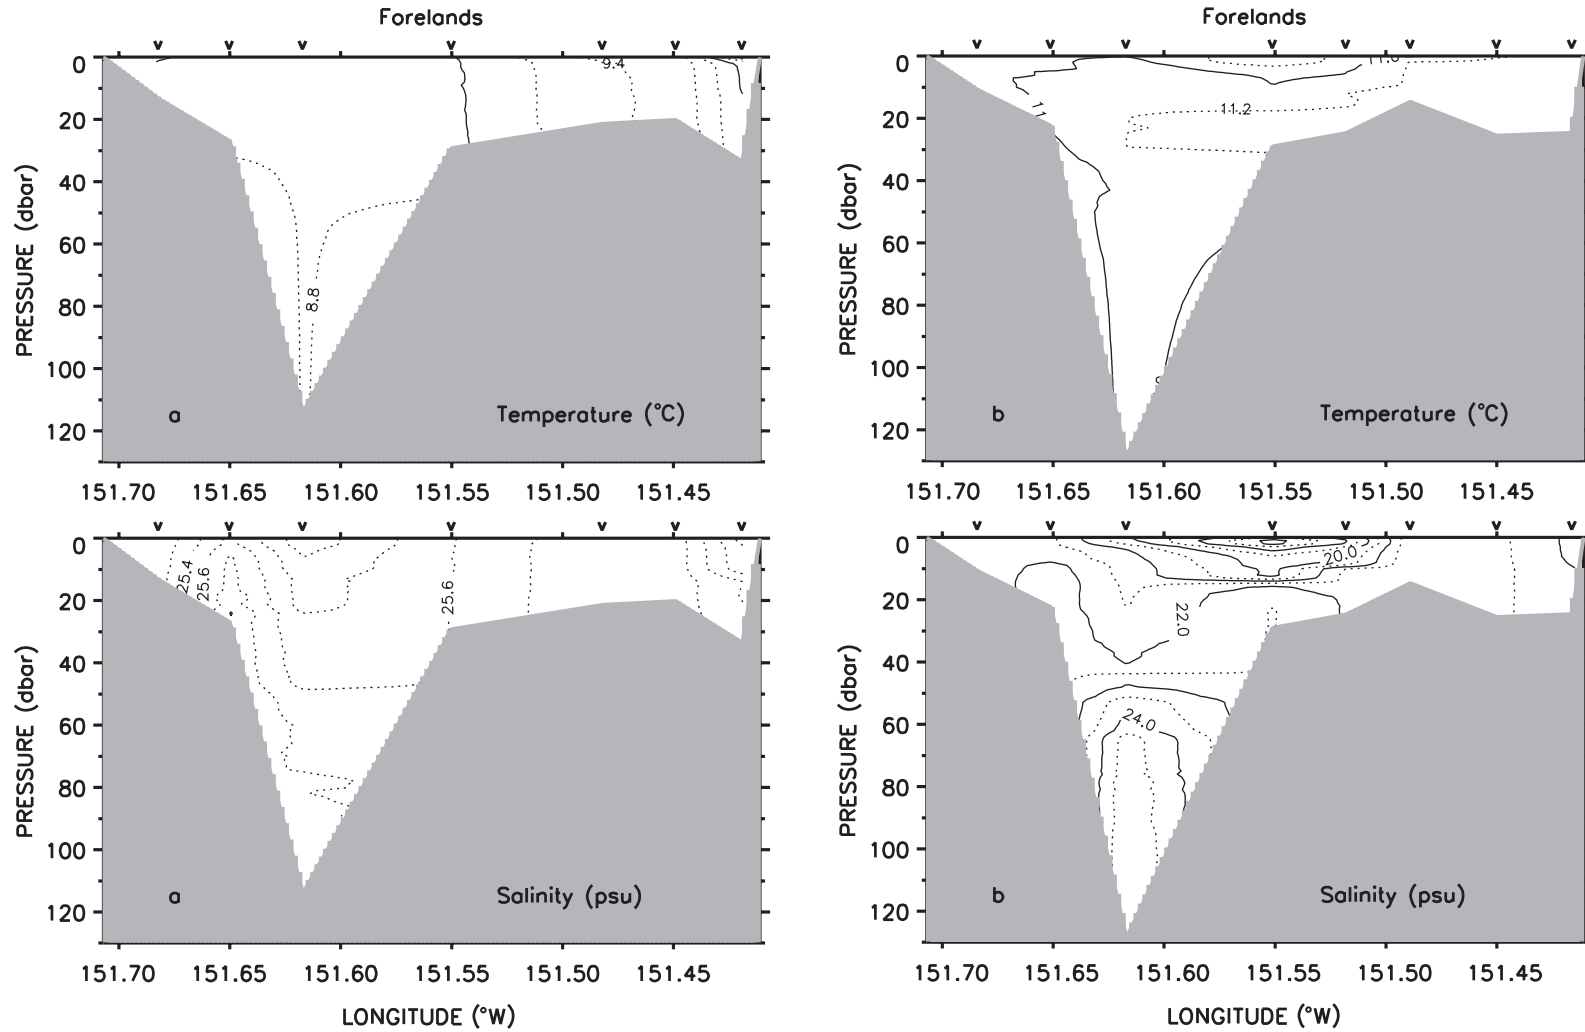 Forelands
v v v v v v v
0
20
40
60
80
100
120
PRESSURE (dbar)
9.4
8.8
a
Temperature (°C)
151.70 151.65 151.60 151.55 151.50 151.45
Forelands
v v v v v v v v
0
20
40
60
80
100
120
PRESSURE (dbar)
11.0
11
11.2
b
Temperature (°C)
151.70 151.65 151.60 151.55 151.50 151.45
v v v v v v v
0
20
40
60
80
100
120
PRESSURE (dbar)
25.4
25.6
25.6
a
Salinity (psu)
151.70 151.65 151.60 151.55 151.50 151.45
LONGITUDE (°W)
v v v v v v v v
0
20
40
60
80
100
120
PRESSURE (dbar)
20.0
22.0
24.0
b
Salinity (psu)
151.70 151.65 151.60 151.55 151.50 151.45
LONGITUDE (°W)